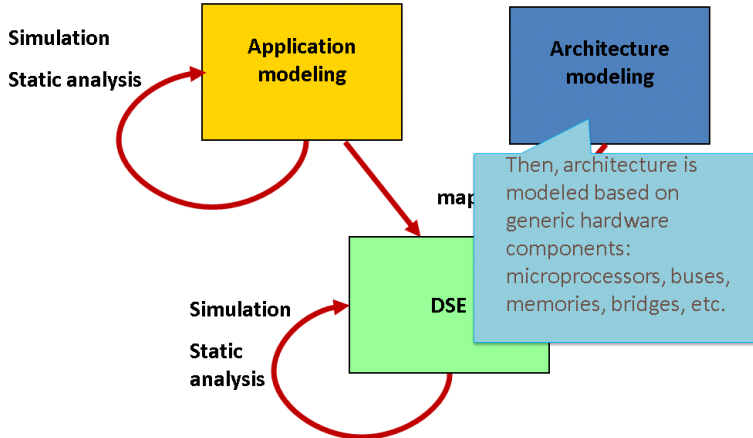 Simulation
Static analysis
Application
modeling
Architecture
modeling
Then, architecture is
modeled based on
generic hardware
components:
microprocessors, buses,
memories, bridges, etc.
map
Simulation
Static
analysis
DSE